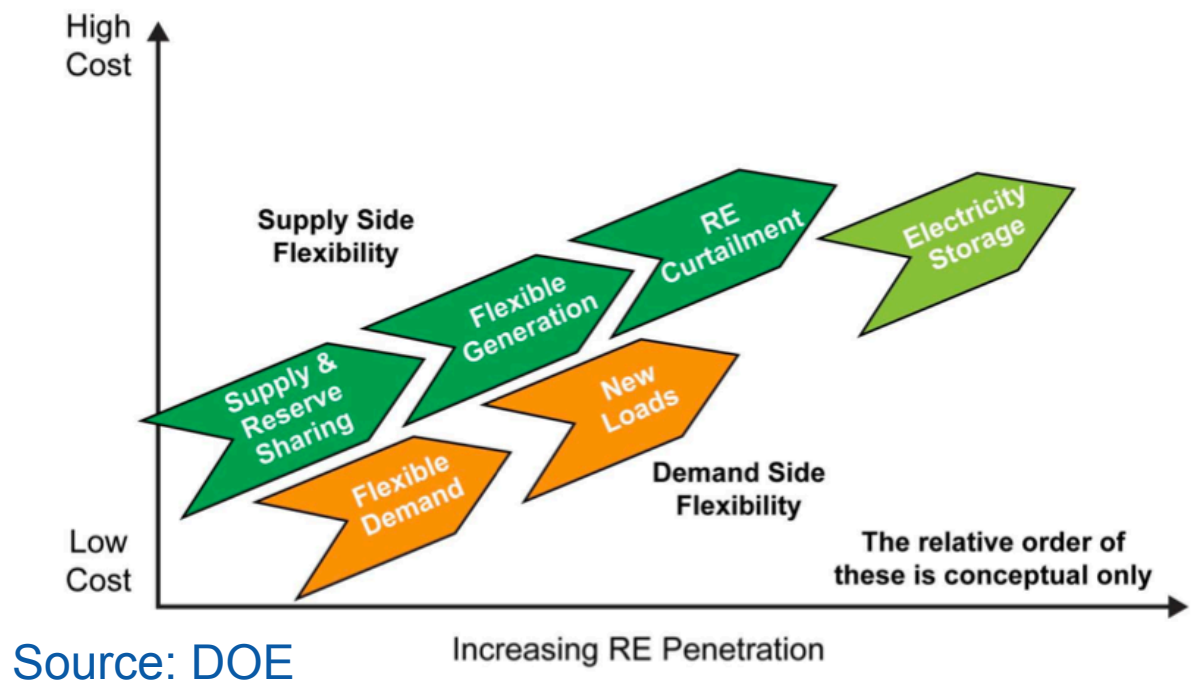 High
Cost
Supply Side
Flexibility
RE
Curtailment
Electricity
Storage
Flexible
Generation
Supply &
Reserve
Sharing
New
Loads
Flexible
Demand
Demand Side
Flexibility
Low
Cost
The relative order of
these is conceptual only
Increasing RE Penetration
Source: DOE